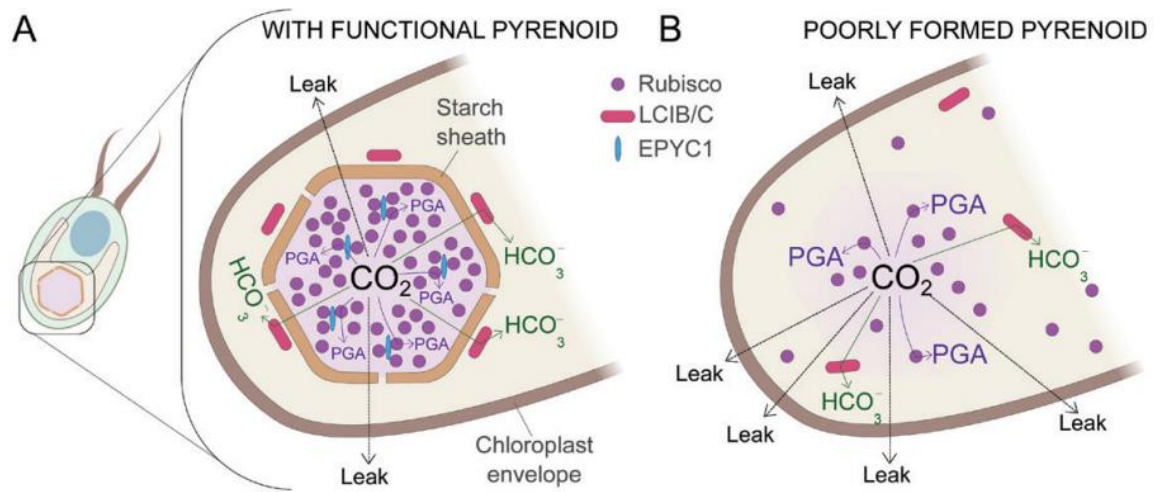 A
WITH FUNCTIONAL PYRENOID
Leak
Starch
sheath
PGA
PGA
CO₂
PGA
PGA
PGA
HCO₃⁻
HCO₃⁻
HCO₃⁻
Leak
Chloroplast
envelope
Rubisco
LCIB/C
EPYC1
B
POORLY FORMED PYRENOID
Leak
PGA
PGA
CO₂
HCO₃⁻
PGA
HCO₃⁻
Leak
Leak
Leak
Leak